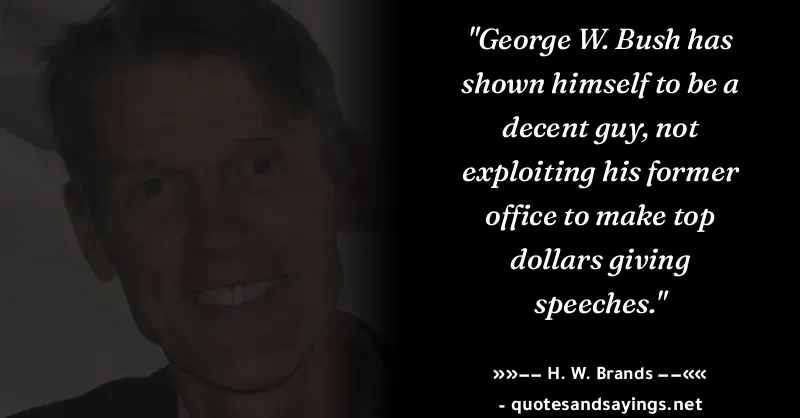 "George W. Bush has
shown himself to be a
decent guy, not
exploiting his former
office to make top
dollars giving
speeches."
»»–– H. W. Brands ––««
- quotesandsayings.net